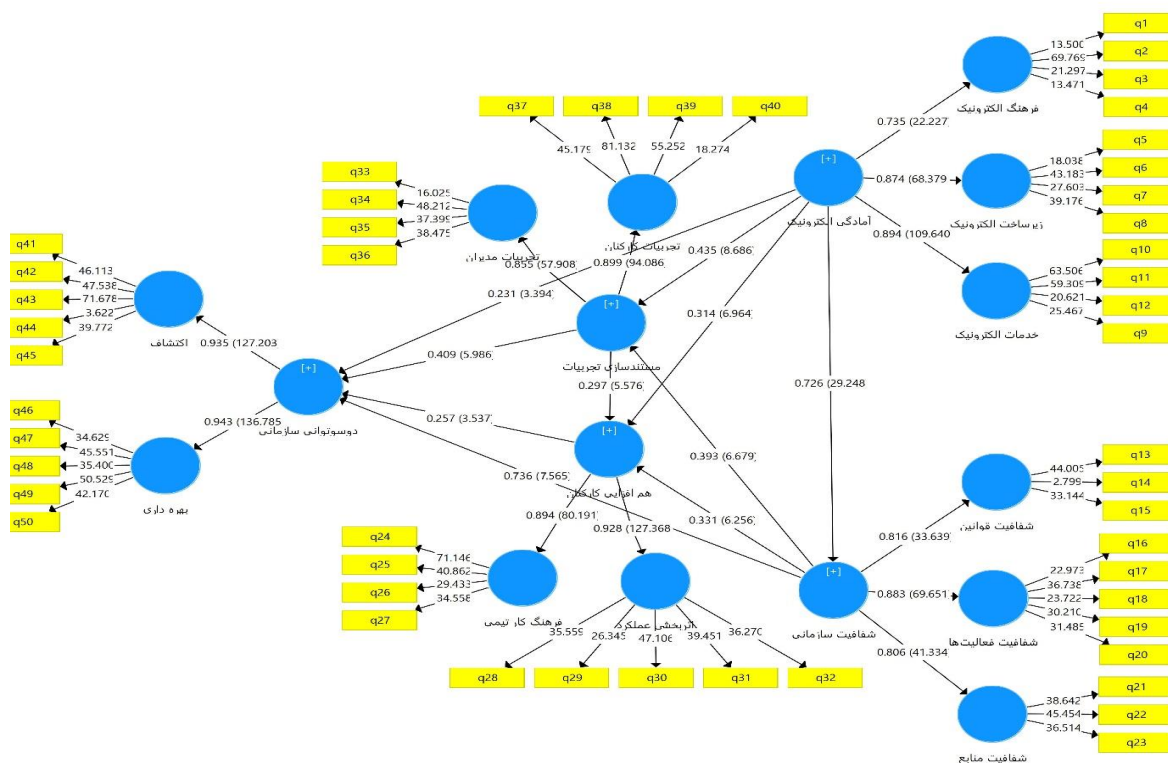 q1
13.500
q2
69.769
q3
21.297
q4
13.471
0.735 (22.227)
فرهنگ الکترونیک
q5
18.038
q6
43.183
q7
27.603
q8
39.176
0.874 (68.379
زیرساخت الکترونیک
q10
63.506
q11
59.309
q12
20.621
q9
25.467
0.894 (109.640
خدمات الکترونیک
[+]
آمادگی الکترونیک
q37
q38
q39
q40
45.179
81.132
55.252
18.274
تجربیات کارکنان
q33
16.025
q34
48.212
q35
37.399
q36
38.475
تجربیات مدیران
0.855 (57.908)
0.899 (94.086)
0.435 (8.686)
0.314 (6.964)
0.231 (3.394)
[+]
مستندسازی تجربیات
0.409 (5.986)
0.297 (5.576)
0.726 (29.248
q41
46.113
q42
47.538
q43
71.678
q44
3.622
q45
39.772
اکتشاف
0.935 (127.203
[+]
دوسوتوانی سازمانی
0.943 (136.785
q46
34.629
q47
45.551
q48
35.400
q49
50.529
q50
42.170
بهره داری
0.257 (3.537)
[+]
هم افزایی کارکنان
0.736 (7.565)
0.393 (6.679)
0.331 (6.256)
0.894 (80.191)
0.928 (127.368
q24
71.146
q25
40.862
q26
29.433
q27
34.558
فرهنگ کار تیمی
اثربخشی عملکرد
35.559
26.345
47.106
39.451
36.270
q28
q29
q30
q31
q32
[+]
شفافیت سازمانی
q13
44.005
q14
2.799
q15
33.144
0.816 (33.639)
شفافیت قوانین
q16
22.973
q17
36.738
q18
23.722
q19
30.210
q20
31.485
0.883 (69.651)
شفافیت فعالیت‌ها
0.806 (41.334)
q21
38.642
q22
45.454
q23
36.514
شفافیت منابع